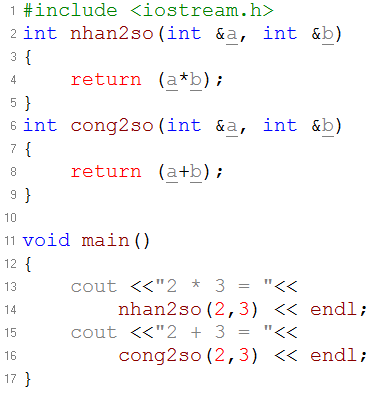 1 #include <iostream.h>
2 int nhan2so(int &a, int &b)
3 {
4     return (a*b);
5 }
6 int cong2so(int &a, int &b)
7 {
8     return (a+b);
9 }
10
11 void main()
12 {
13     cout <<"2 * 3 = "<<
14         nhan2so(2,3) << endl;
15     cout <<"2 + 3 = "<<
16         cong2so(2,3) << endl;
17 }